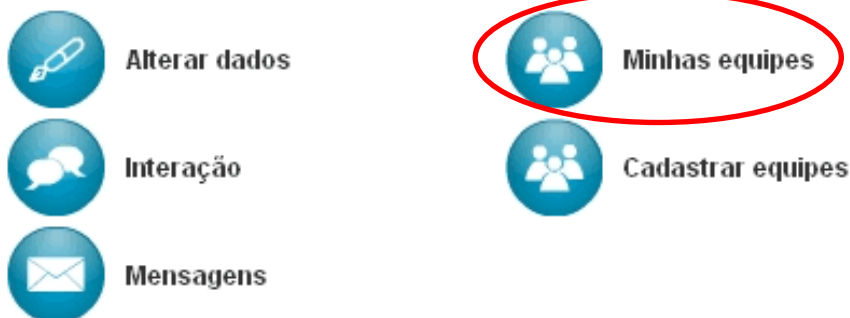 Alterar dados
Minhas equipes
Interação
Cadastrar equipes
Mensagens